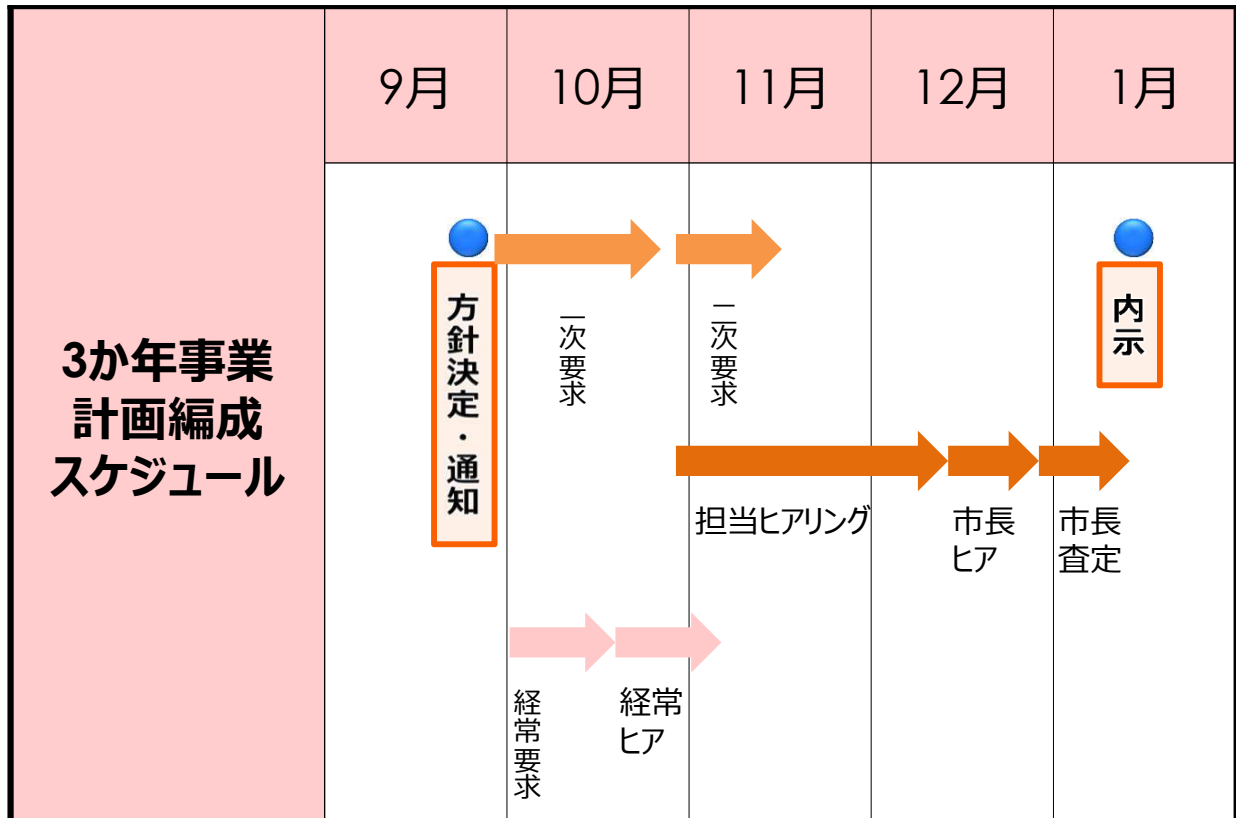 9月
10月
11月
12月
1月
3か年事業
計画編成
スケジュール
方針決定・通知
一次要求
二次要求
内示
担当ヒアリング
市長
ヒア
市長
査定
経常要求
経常
ヒア